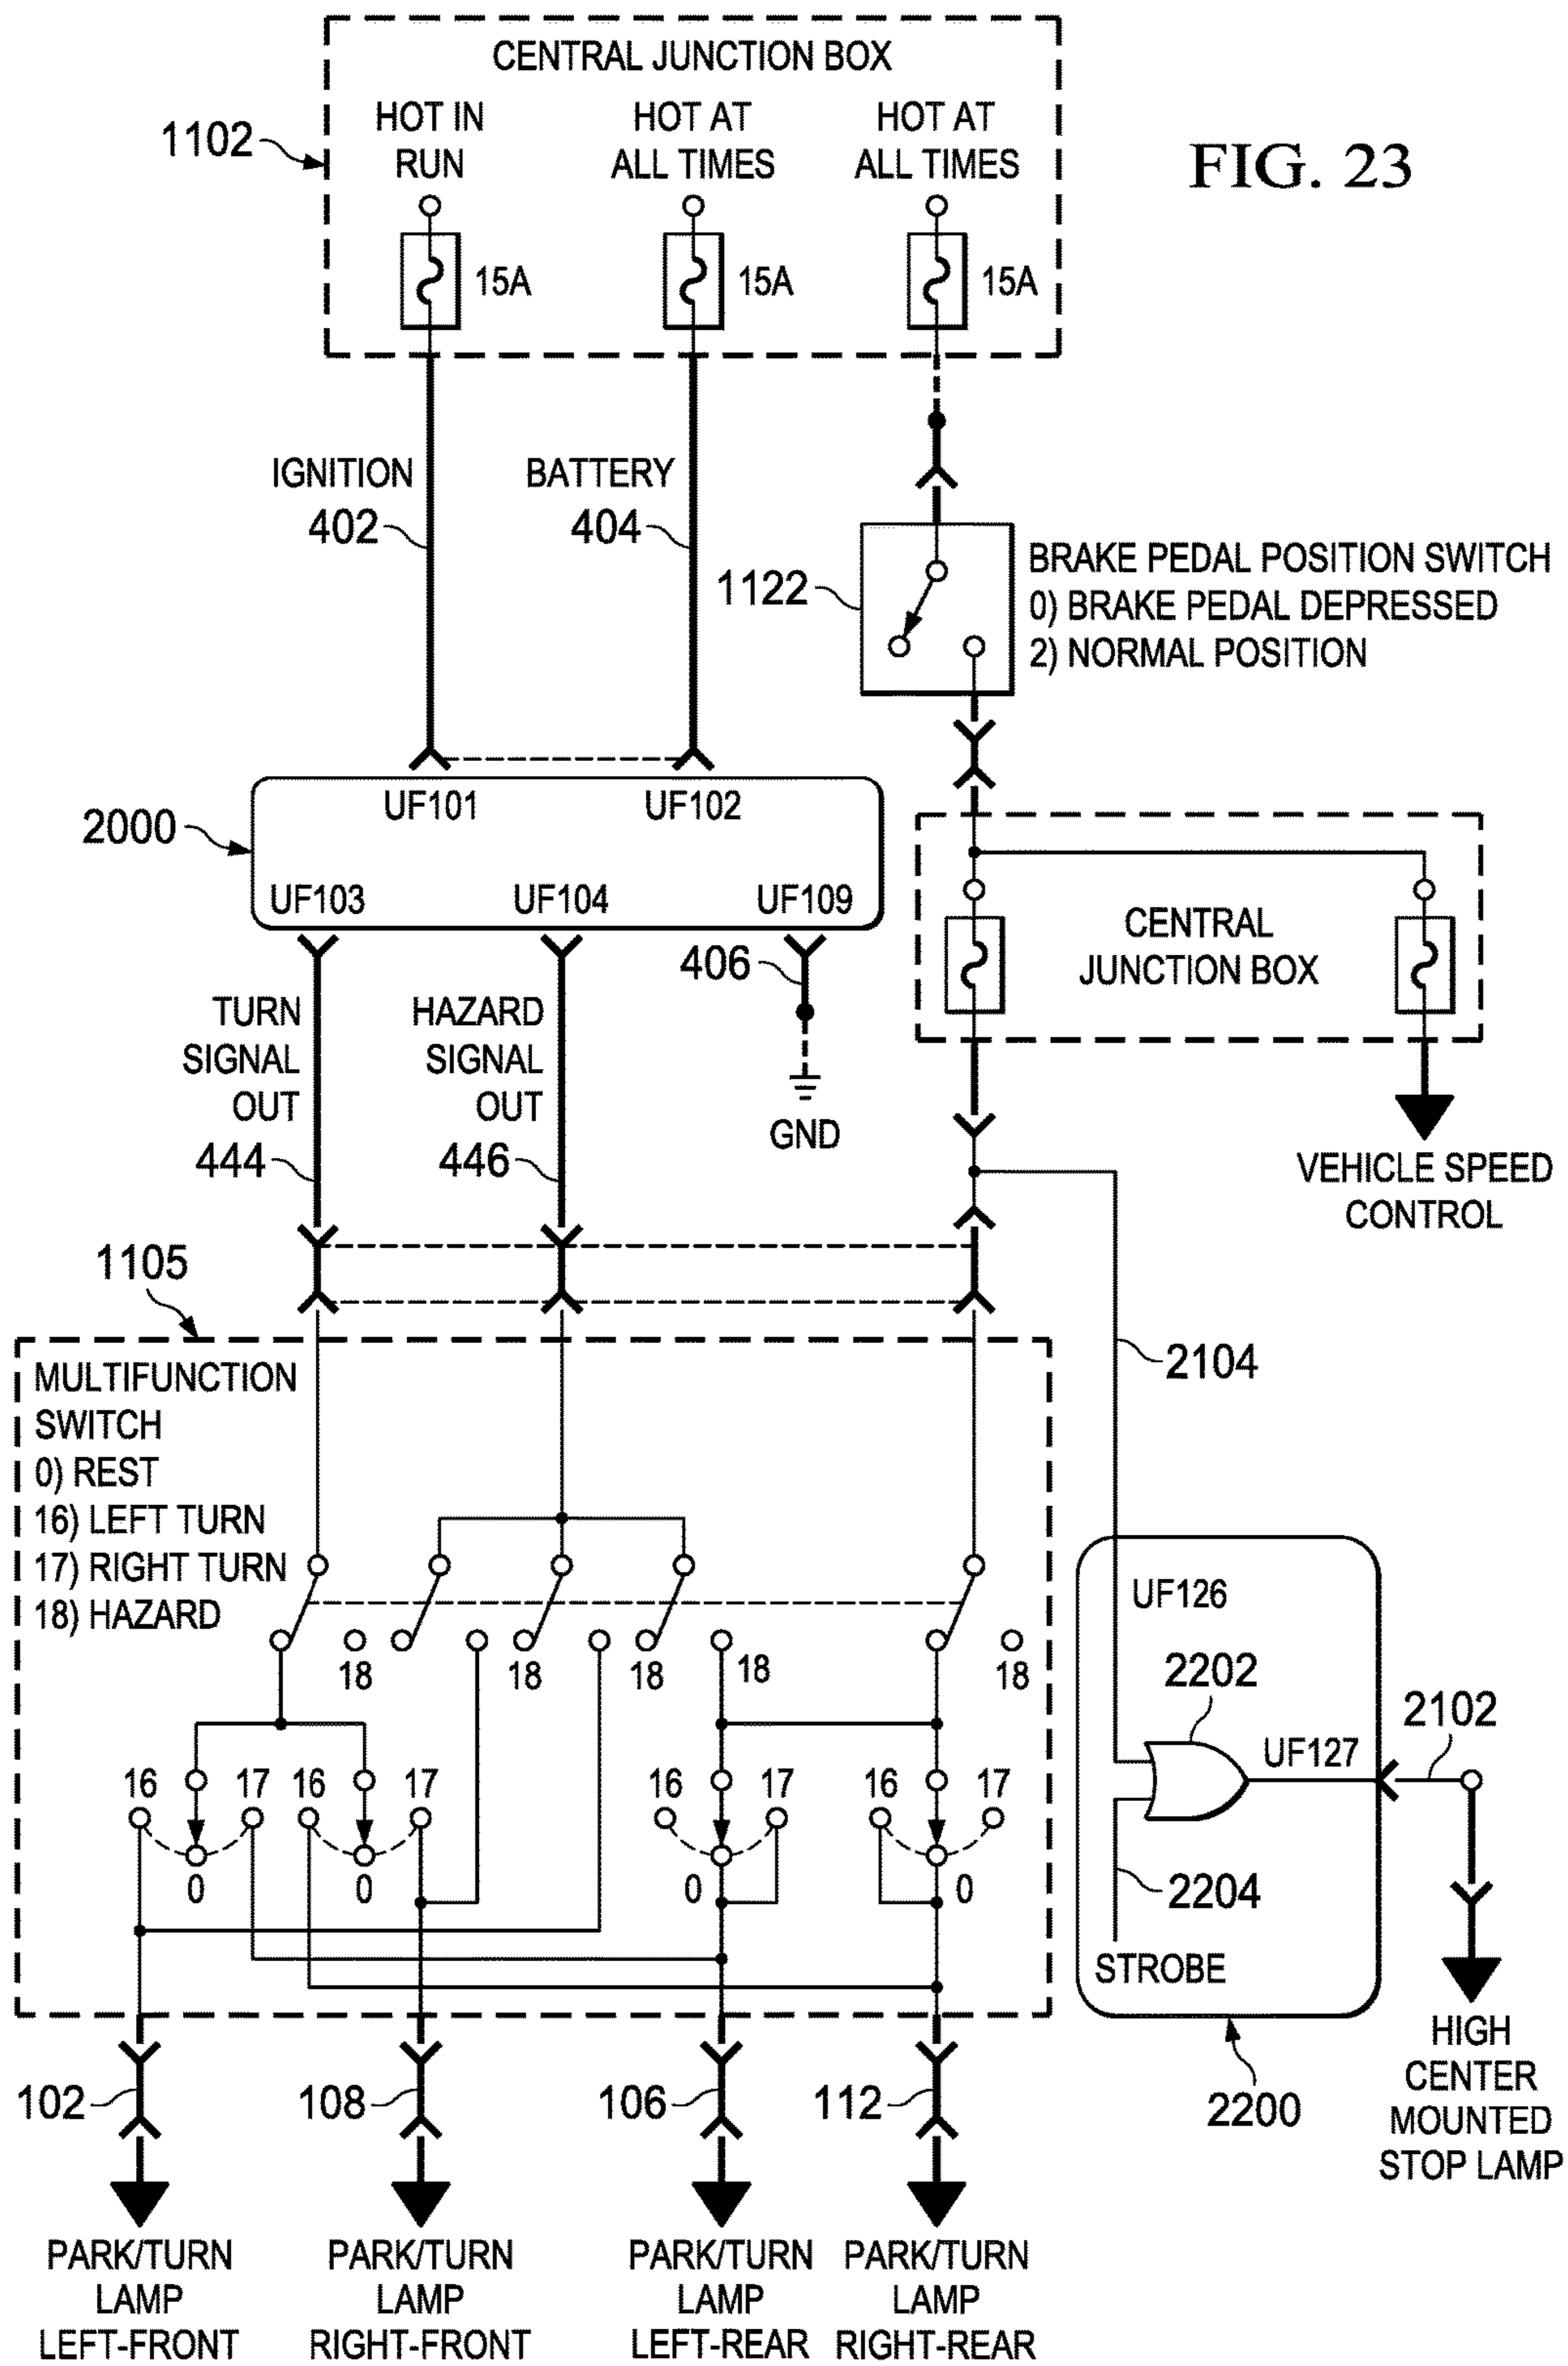 CENTRAL JUNCTION BOX
HOT IN
RUN
HOT AT
ALL TIMES
HOT AT
ALL TIMES
1102
FIG. 23
15A
15A
15A
IGNITION
402
BATTERY
404
1122
BRAKE PEDAL POSITION SWITCH
0) BRAKE PEDAL DEPRESSED
2) NORMAL POSITION
UF101
UF102
2000
UF103
UF104
UF109
406
GND
CENTRAL
JUNCTION BOX
TURN
SIGNAL
OUT
444
HAZARD
SIGNAL
OUT
446
VEHICLE SPEED
CONTROL
1105
2104
MULTIFUNCTION
SWITCH
0) REST
16) LEFT TURN
17) RIGHT TURN
18) HAZARD
18
18
18
18
18
UF126
2202
UF127
2102
16
17
16
17
16
17
16
17
0
0
0
0
2204
STROBE
2200
HIGH
CENTER
MOUNTED
STOP LAMP
102
108
106
112
PARK/TURN
LAMP
LEFT-FRONT
PARK/TURN
LAMP
RIGHT-FRONT
PARK/TURN
LAMP
LEFT-REAR
PARK/TURN
LAMP
RIGHT-REAR